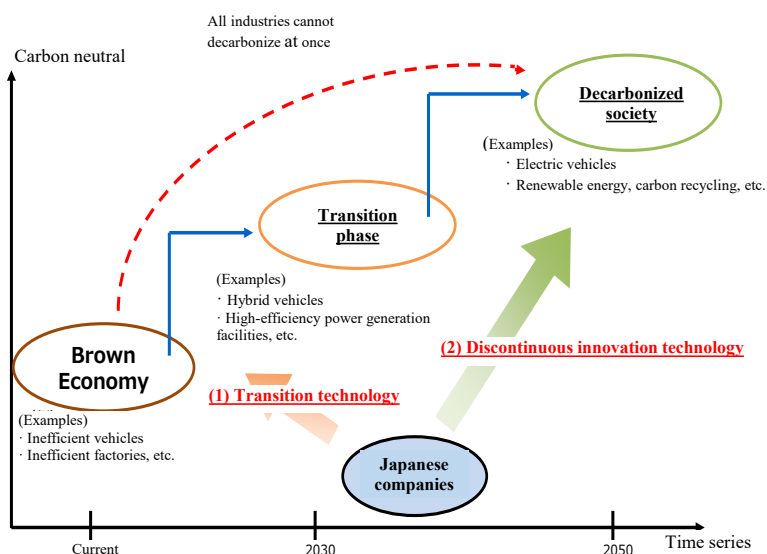 All industries cannot
decarbonize at once
Carbon neutral
Decarbonized
society
(Examples)
· Electric vehicles
· Renewable energy, carbon recycling, etc.
Transition
phase
(Examples)
· Hybrid vehicles
· High-efficiency power generation
facilities, etc.
(2) Discontinuous innovation technology
Brown
Economy
(1) Transition technology
(Examples)
· Inefficient vehicles
· Inefficient factories, etc.
Japanese
companies
Time series
Current
2030
2050